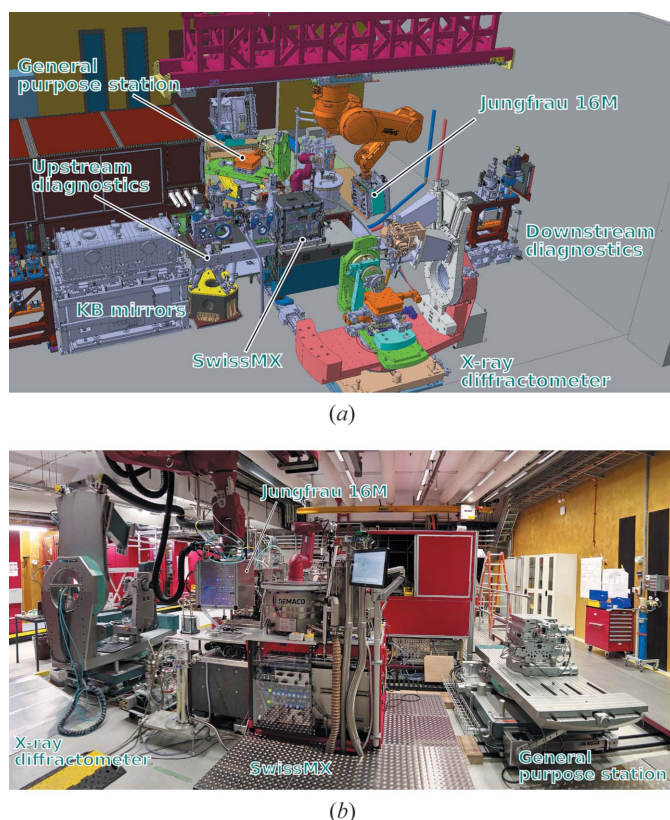 General
purpose station
Jungfrau 16M
Upstream
diagnostics
Downstream
diagnostics
KB mirrors
SwissMX
X-ray
diffractometer
(a)
Jungfrau 16M
DEMACO
X-ray
diffractometer
SwissMX
General
purpose station
(b)